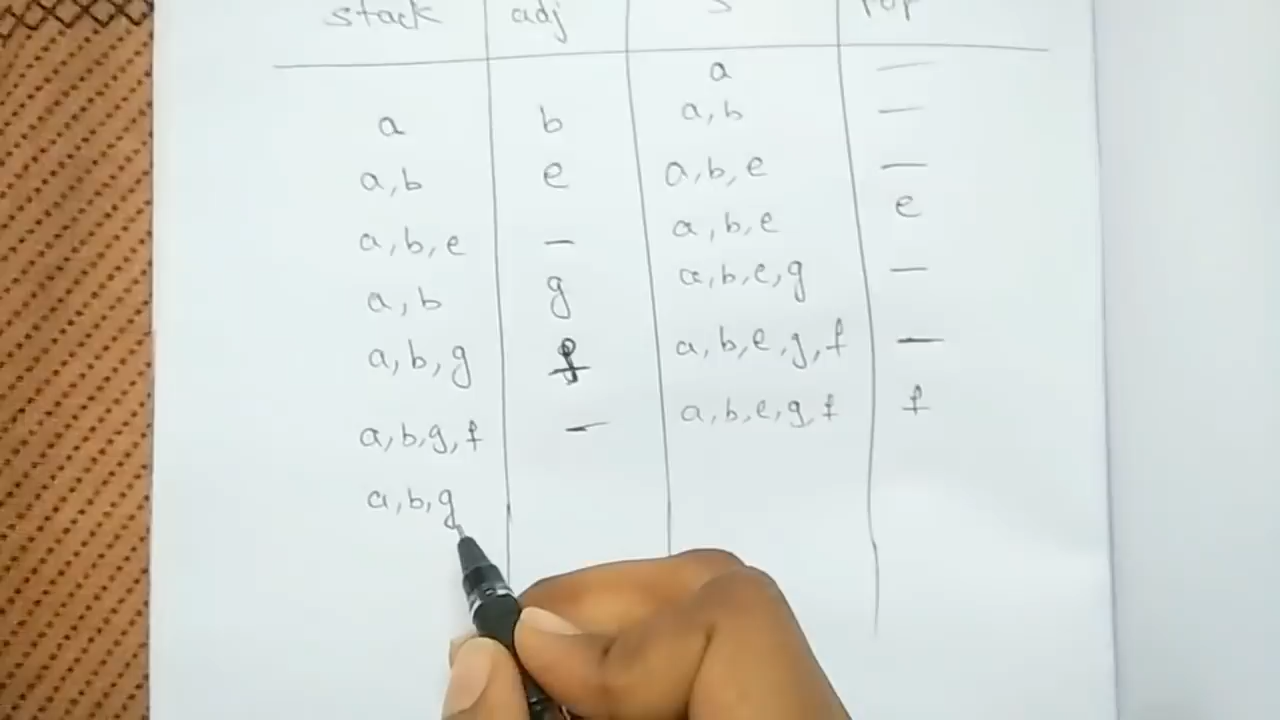 stack adj S Pop
a —
a, b a, b —
a, b e a, b, e —
a, b, e — a, b, e e
a, b g a, b, e, g —
a, b, g f a, b, e, g, f —
a, b, g, f — a, b, e, g, f f
a, b, g